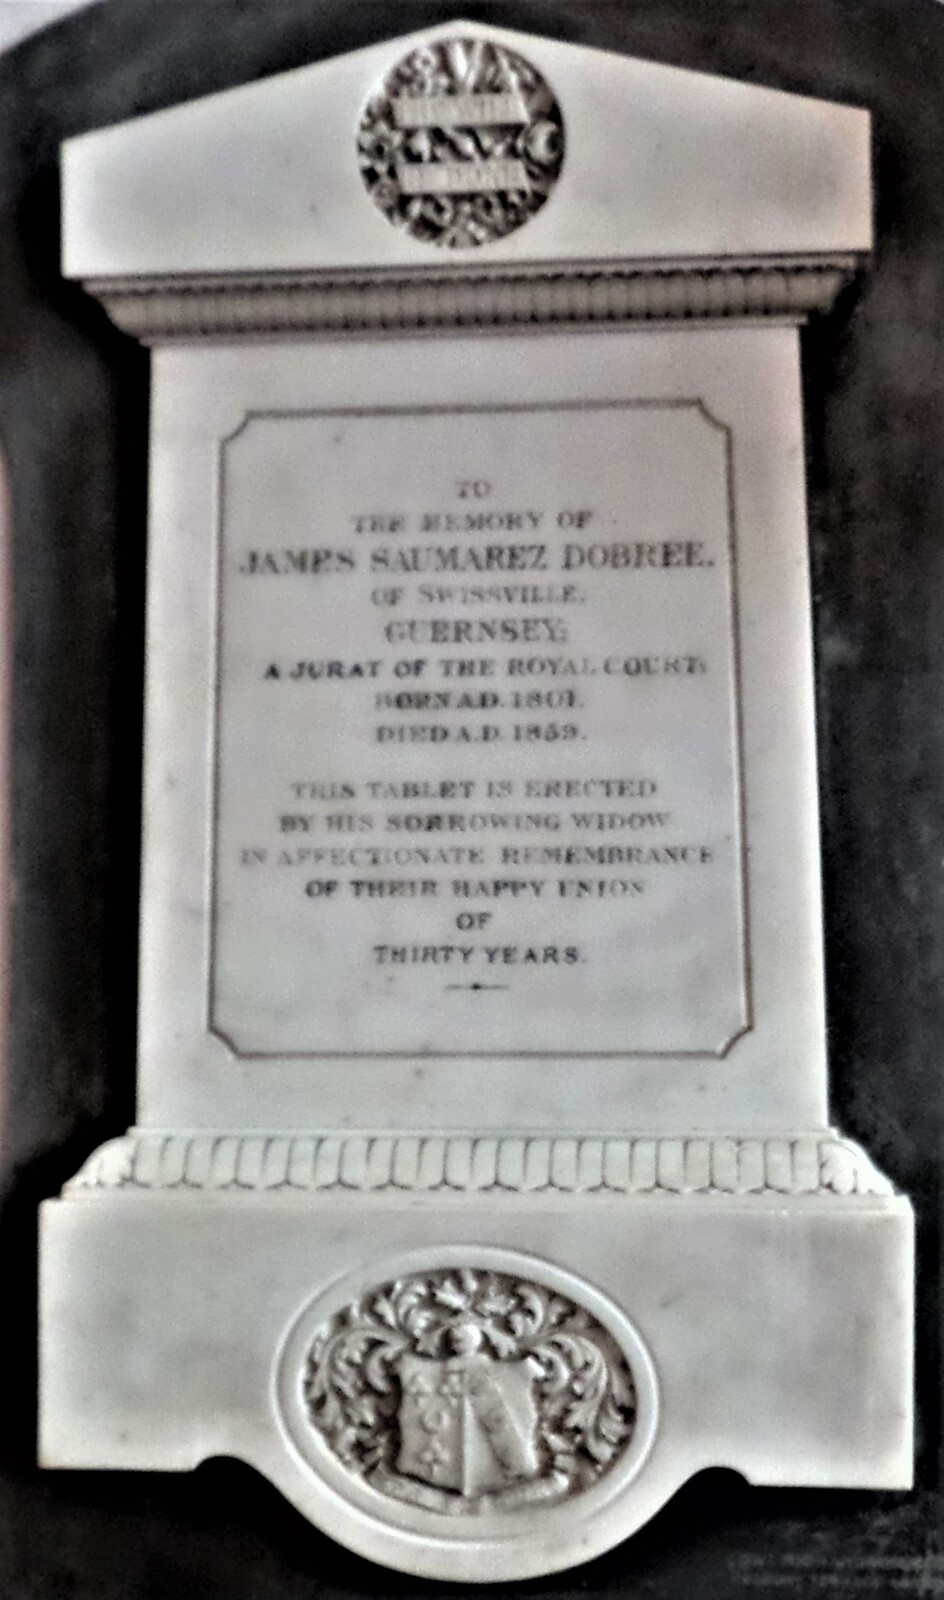 TO
THE MEMORY OF
JAMES SAUMAREZ DOBREE.
OF SWISSVILLE,
GUERNSEY;
A JURAT OF THE ROYAL COURT;
BORN A.D. 1801.
DIED A.D. 1859.
THIS TABLET IS ERECTED
BY HIS SORROWING WIDOW
IN AFFECTIONATE REMEMBRANCE
OF THEIR HAPPY UNION
OF
THIRTY YEARS.